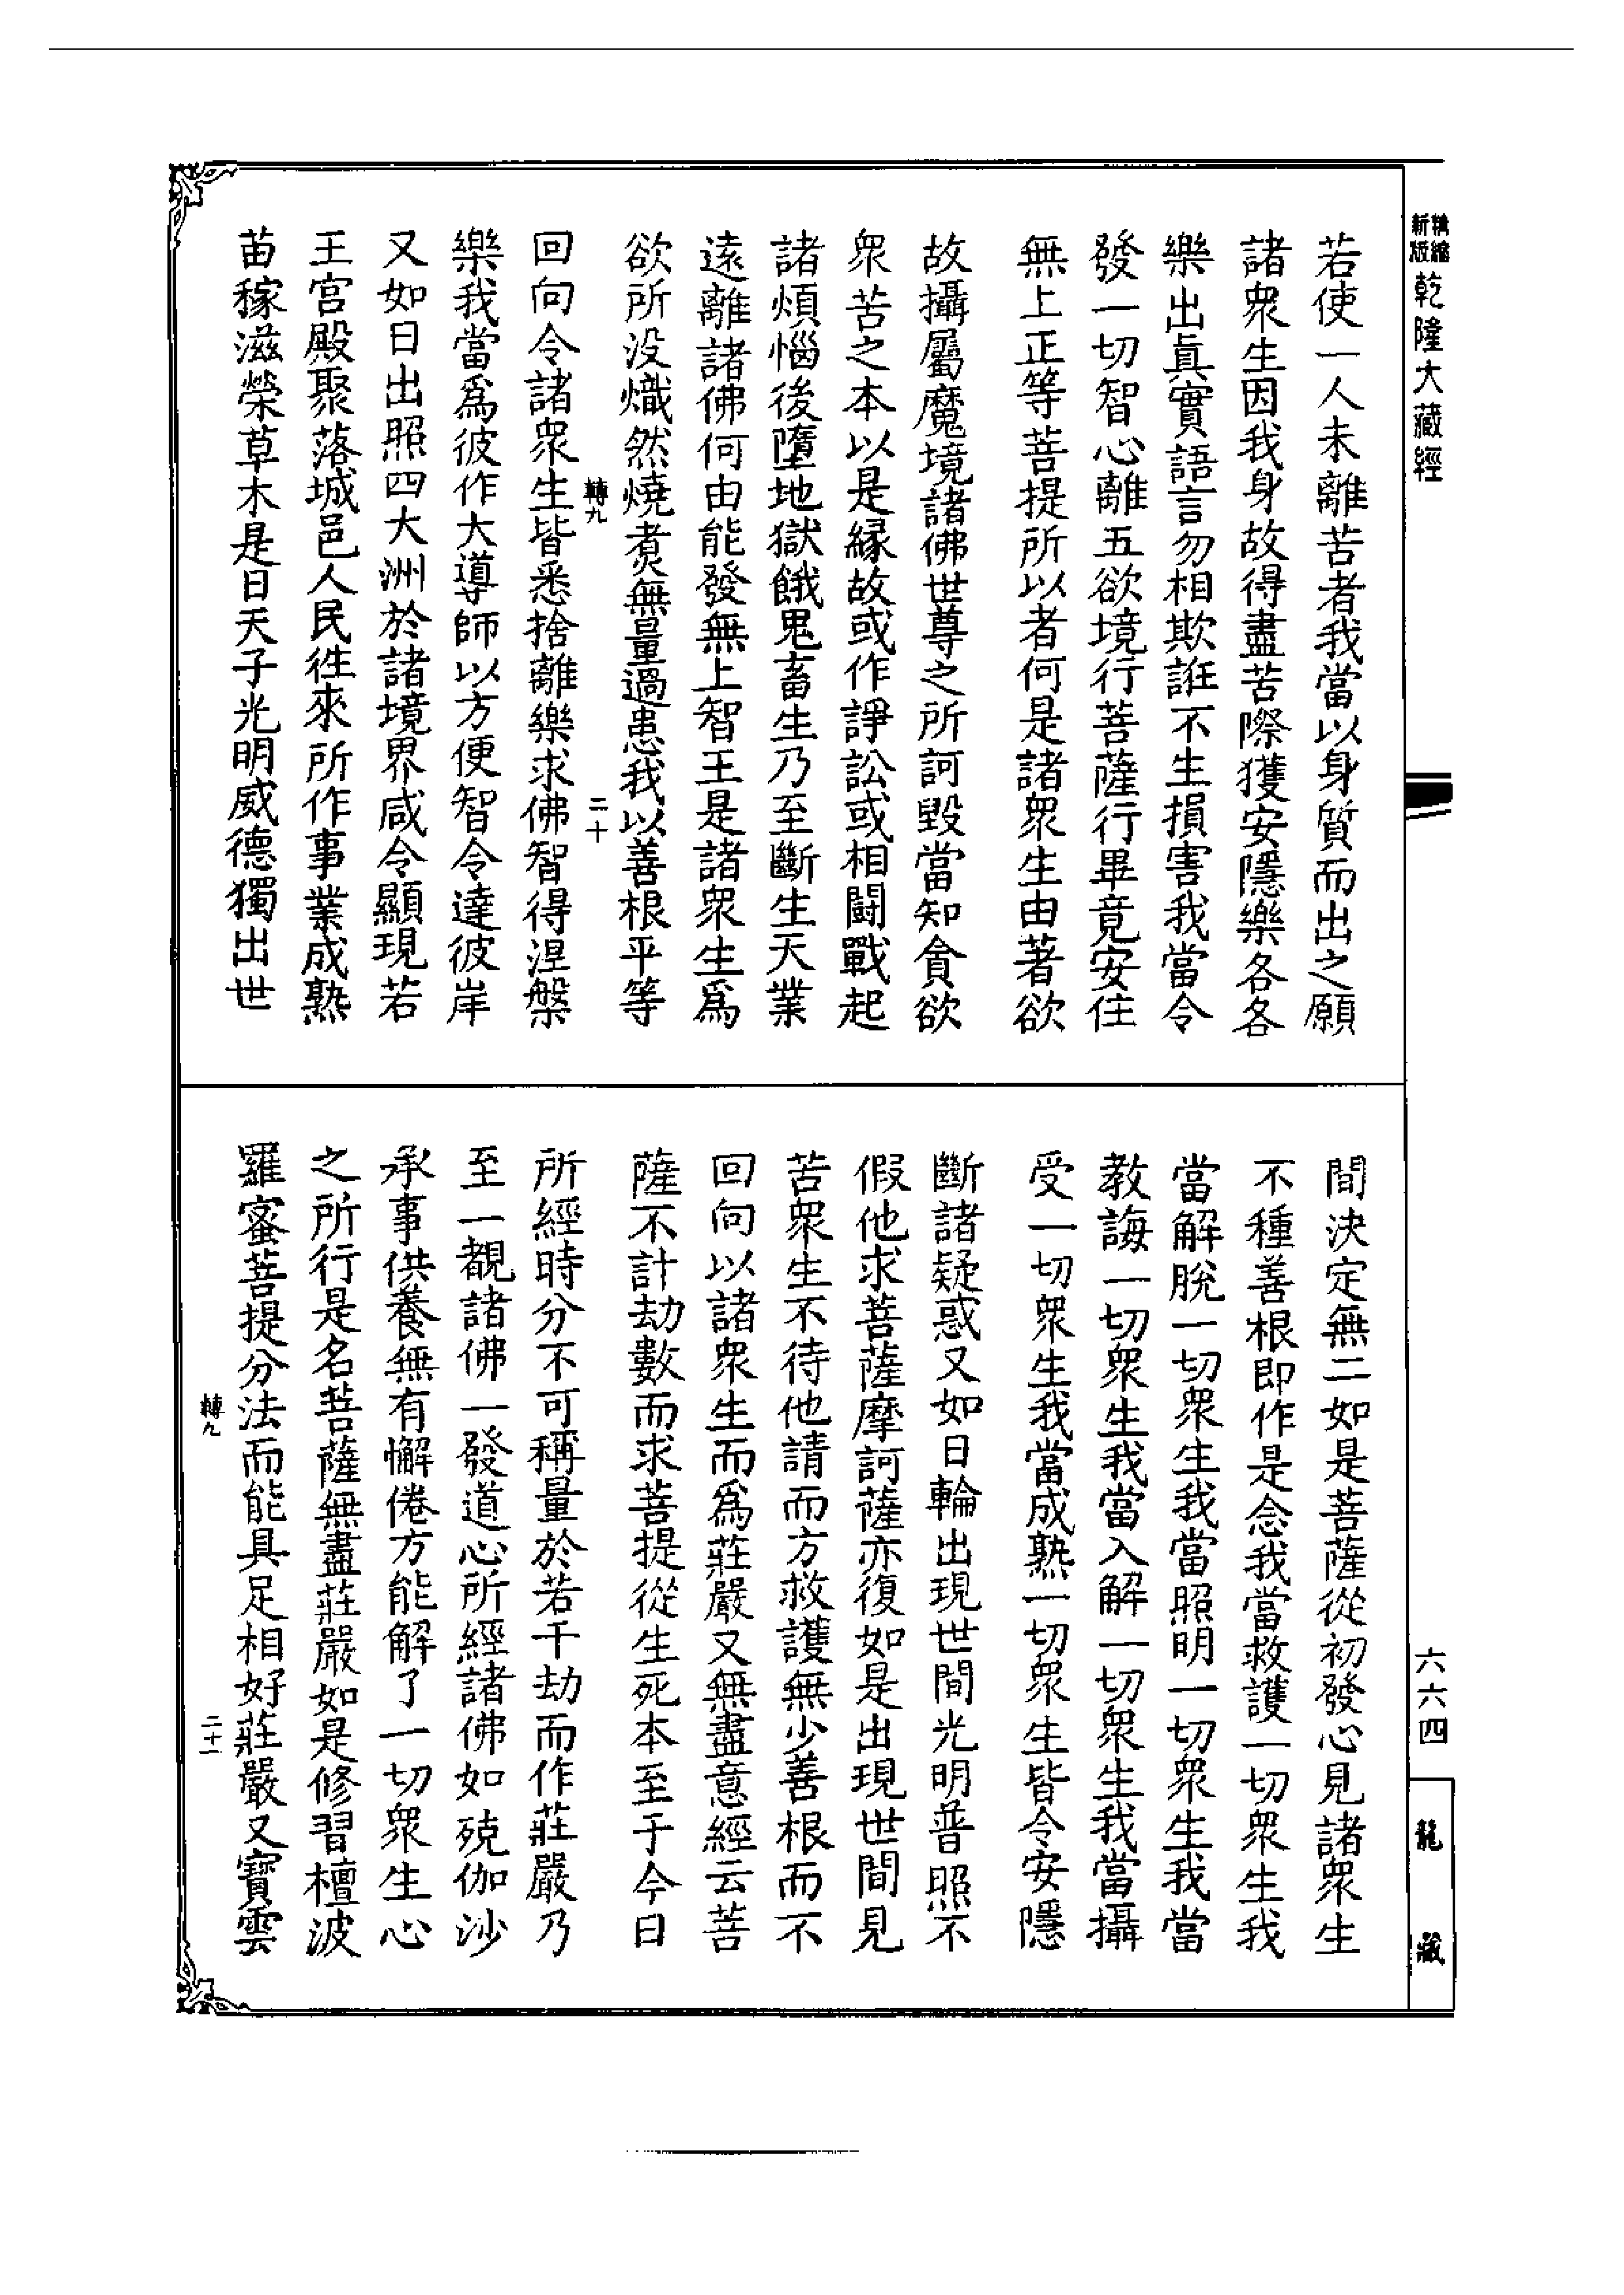 精縮新版 乾隆大藏經
若使一人未離苦者我當以身質而出之願
諸衆生因我身故得盡苦際獲安隱樂各各
樂出眞實語言勿相欺誑不生損害我當令
發一切智心離五欲境行菩薩行畢竟安住
無上正等菩提所以者何是諸衆生由著欲
故攝屬魔境諸佛世尊之所訶毀當知貪欲
衆苦之本以是縁故或作諍訟或相鬪戰起
諸煩惱後墮地獄餓鬼畜生乃至斷生天業
遠離諸佛何由能發無上智王是諸衆生爲
欲所没熾然燒煑無量過患我以善根平等
轉九 二十
回向令諸衆生皆悉捨離樂求佛智得涅槃
樂我當爲彼作大導師以方便智令達彼岸
又如日出照四大洲於諸境界咸令顯現若
王宫殿聚落城邑人民徃來所作事業成熟
苗稼滋榮草木是日天子光明威德獨出世
間決定無二如是菩薩從初發心見諸衆生
不種善根即作是念我當救護一切衆生我
當解脫一切衆生我當照明一切衆生我當
教誨一切衆生我當入解一切衆生我當攝
受一切衆生我當成熟一切衆生皆令安隱
斷諸疑惑又如日輪出現世間光明普照不
假他求菩薩摩訶薩亦復如是出現世間見
苦衆生不待他請而方救護無少善根而不
回向以諸衆生而爲莊嚴又無盡意經云菩
薩不計劫數而求菩提從生死本至于今日
所經時分不可稱量於若干劫而作莊嚴乃
至一覩諸佛一發道心所經諸佛如殑伽沙
承事供養無有懈倦方能解了一切衆生心
之所行是名菩薩無盡莊嚴如是修習檀波
羅蜜菩提分法而能具足相好莊嚴又寶雲
轉九 二十一
六六四
龍藏